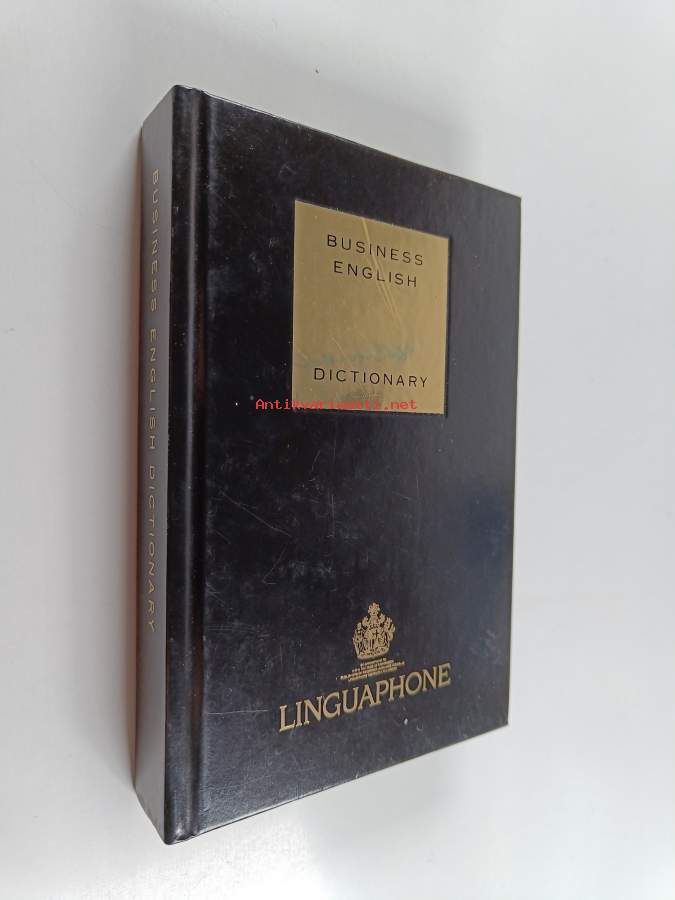 BUSINESS ENGLISH DICTIONARY
BUSINESS
ENGLISH
DICTIONARY
Antikvariaatti.net
LINGUAPHONE